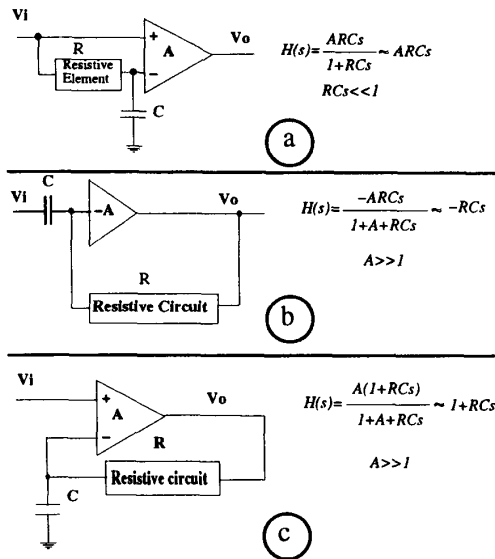 Vi
R
Resistive
Element
+
−
A
Vo
C
H(s)= ARCs / 1+RCs ~ ARCs
RCs<<1
a
C
Vi
-A
Vo
R
Resistive Circuit
H(s)= -ARCs / 1+A+RCs ~ -RCs
A>>1
b
Vi
+
A
−
Vo
R
Resistive circuit
C
H(s)= A(1+RCs) / 1+A+RCs ~ 1+RCs
A>>1
c